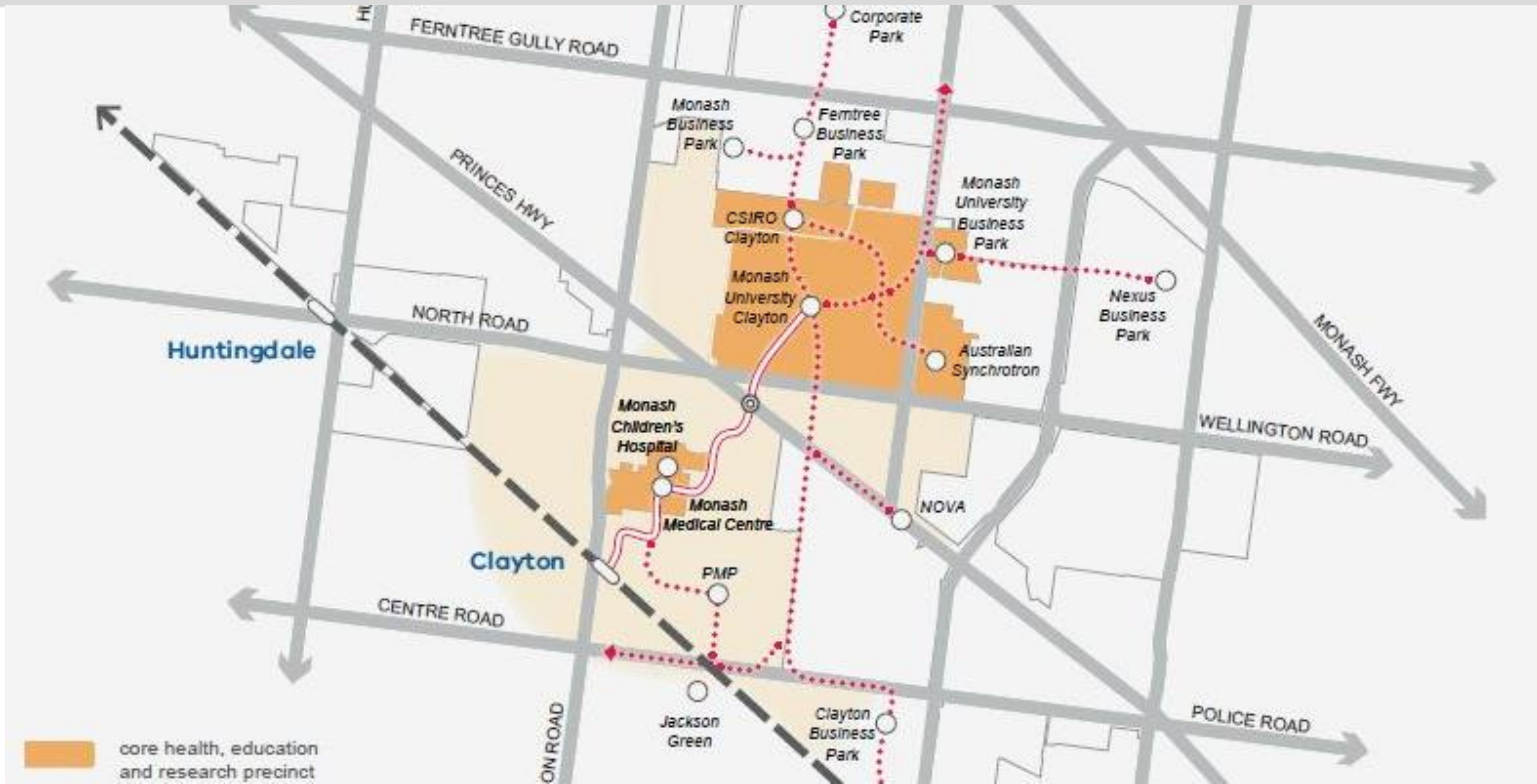 Corporate
Park
FERNTREE GULLY ROAD
Monash
Business
Park
Ferntree
Business
Park
PRINCES HWY
Monash
University
Business
Park
CSIRO
Clayton
Monash
University
Clayton
Nexus
Business
Park
NORTH ROAD
Huntingdale
MONASH FWY
Australian
Synchrotron
Monash
Children's
Hospital
WELLINGTON ROAD
Monash
Medical Centre
NOVA
Clayton
PMP
CENTRE ROAD
Jackson
Green
Clayton
Business
Park
POLICE ROAD
ON ROAD
core health, education
and research precinct